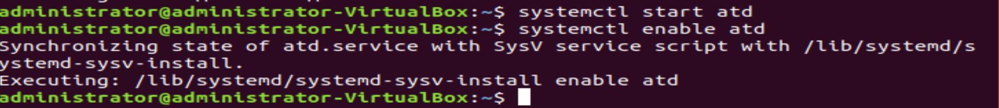 administrator@administrator-VirtualBox:~$ systemctl start atd
administrator@administrator-VirtualBox:~$ systemctl enable atd
Synchronizing state of atd.service with SysV service script with /lib/systemd/s
ystemd-sysv-install.
Executing: /lib/systemd/systemd-sysv-install enable atd
administrator@administrator-VirtualBox:~$